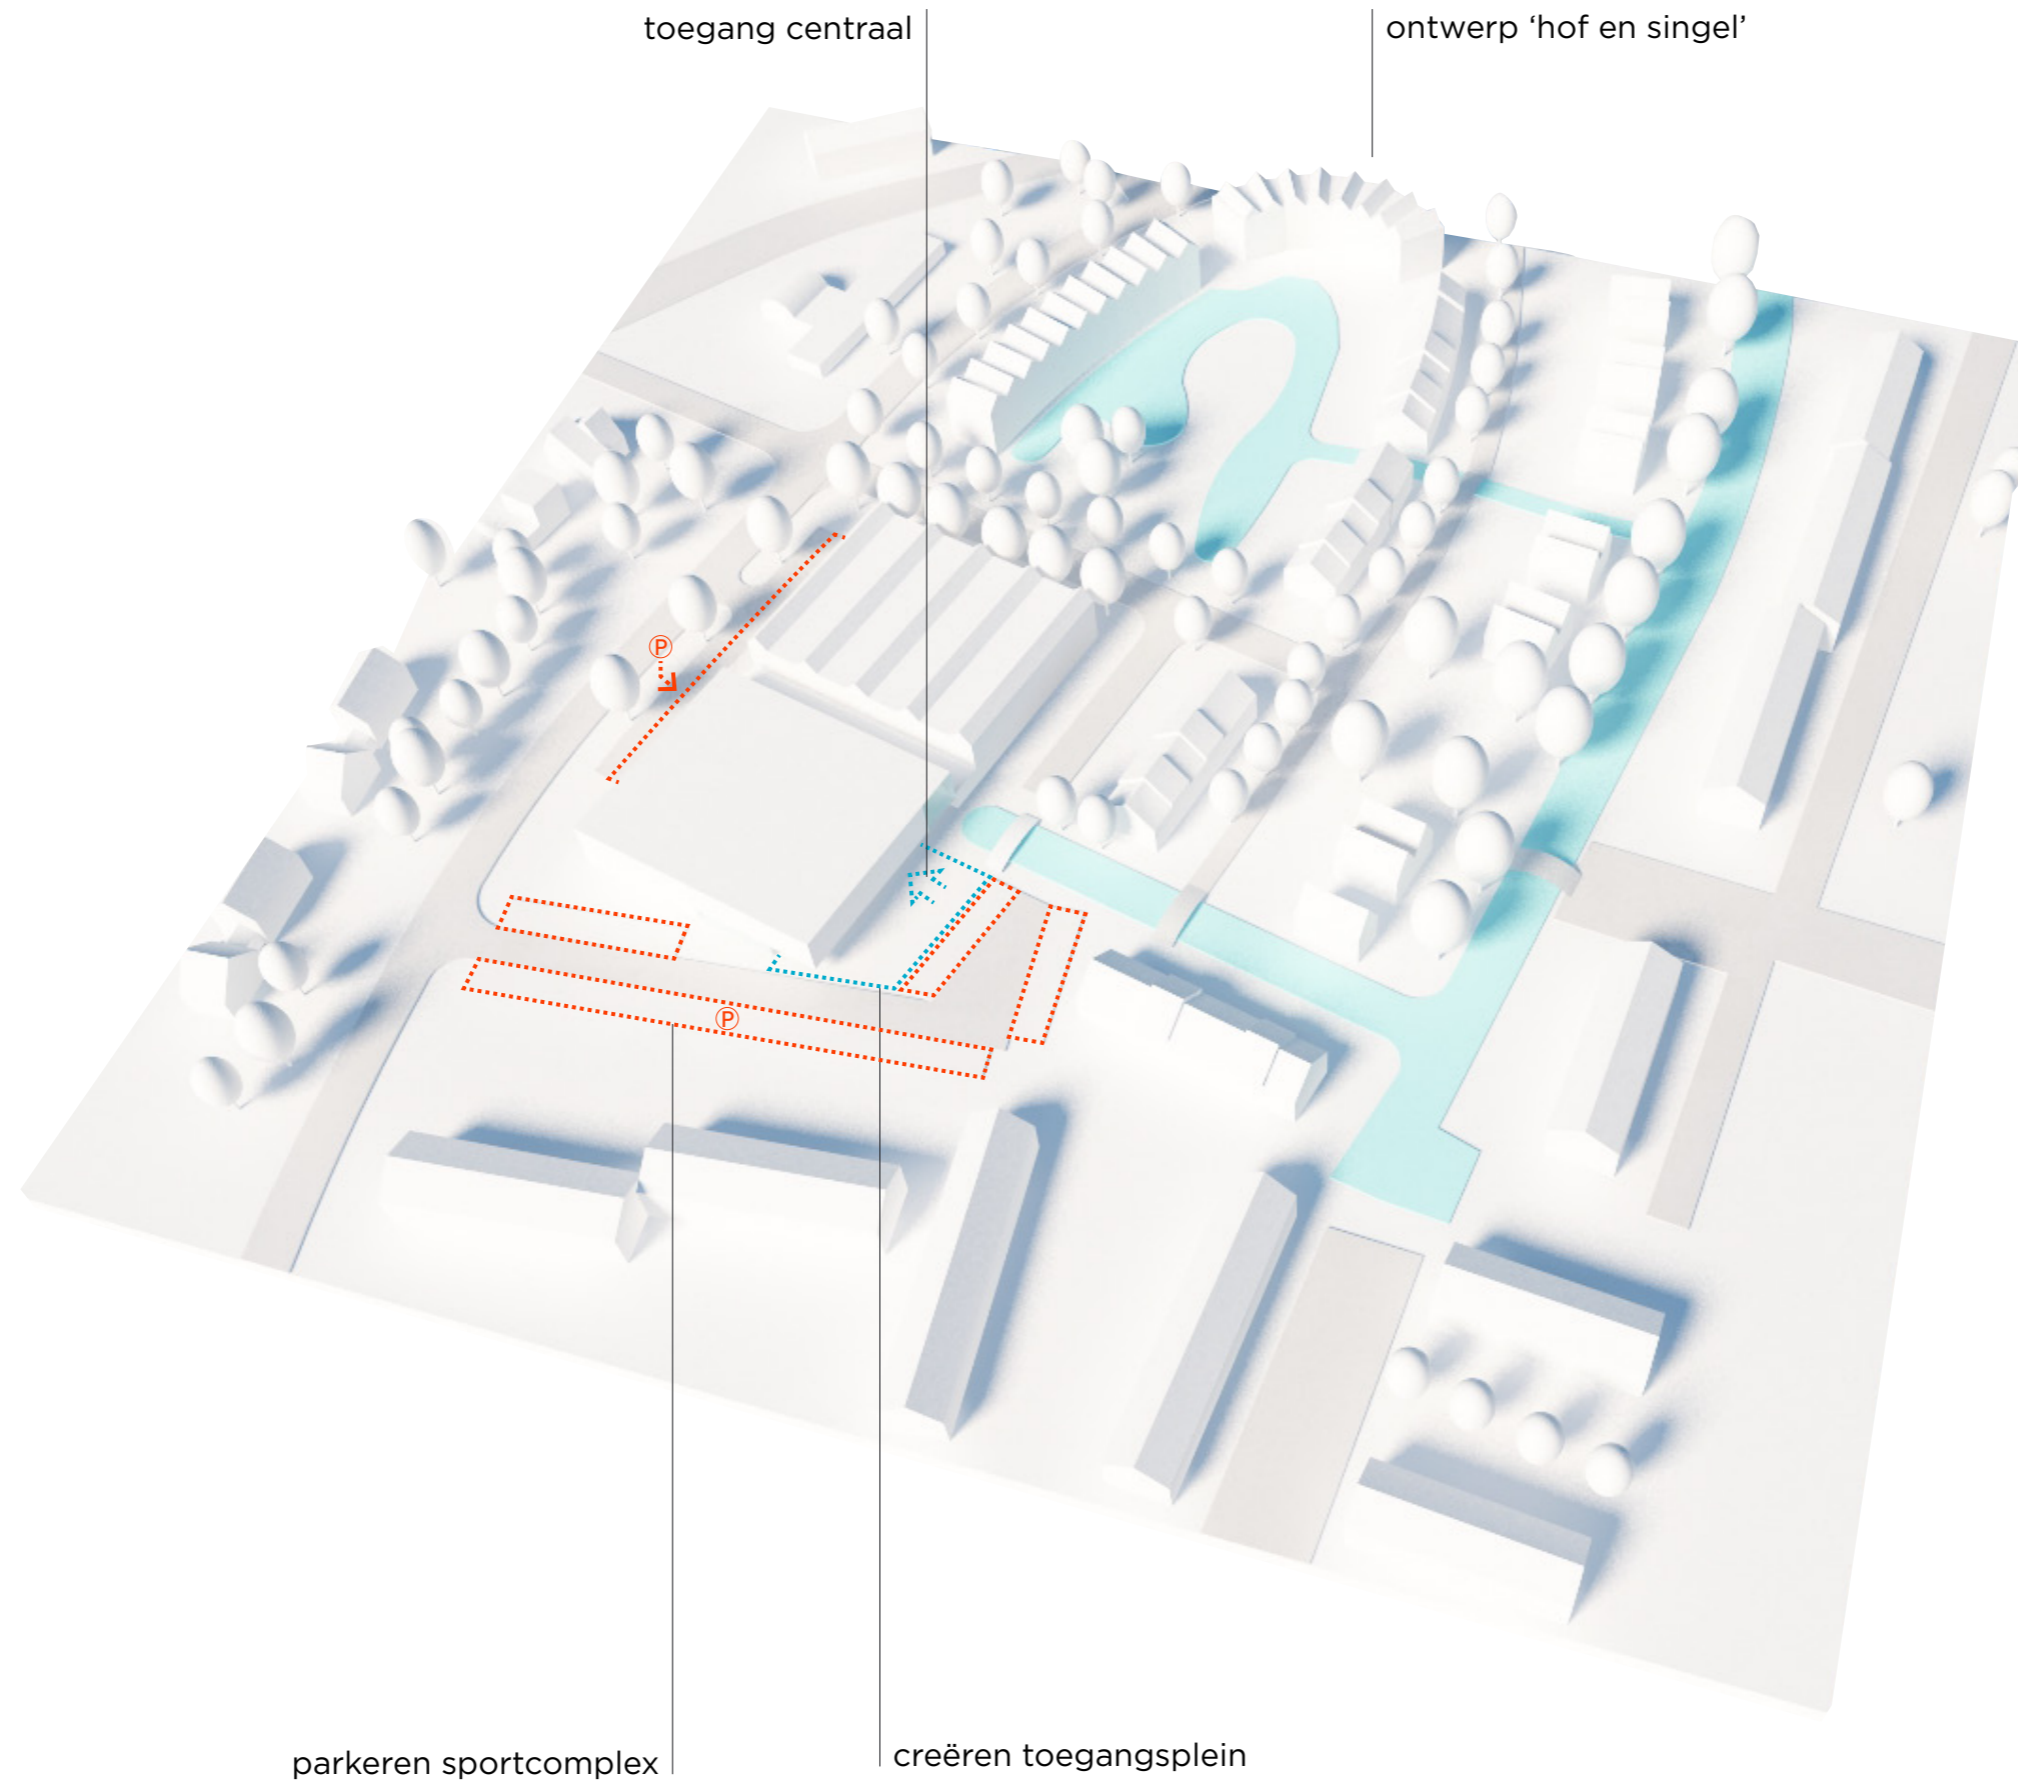 toegang centraal
ontwerp ‘hof en singel’
P
P
parkeren sportcomplex
creëren toegangsplein